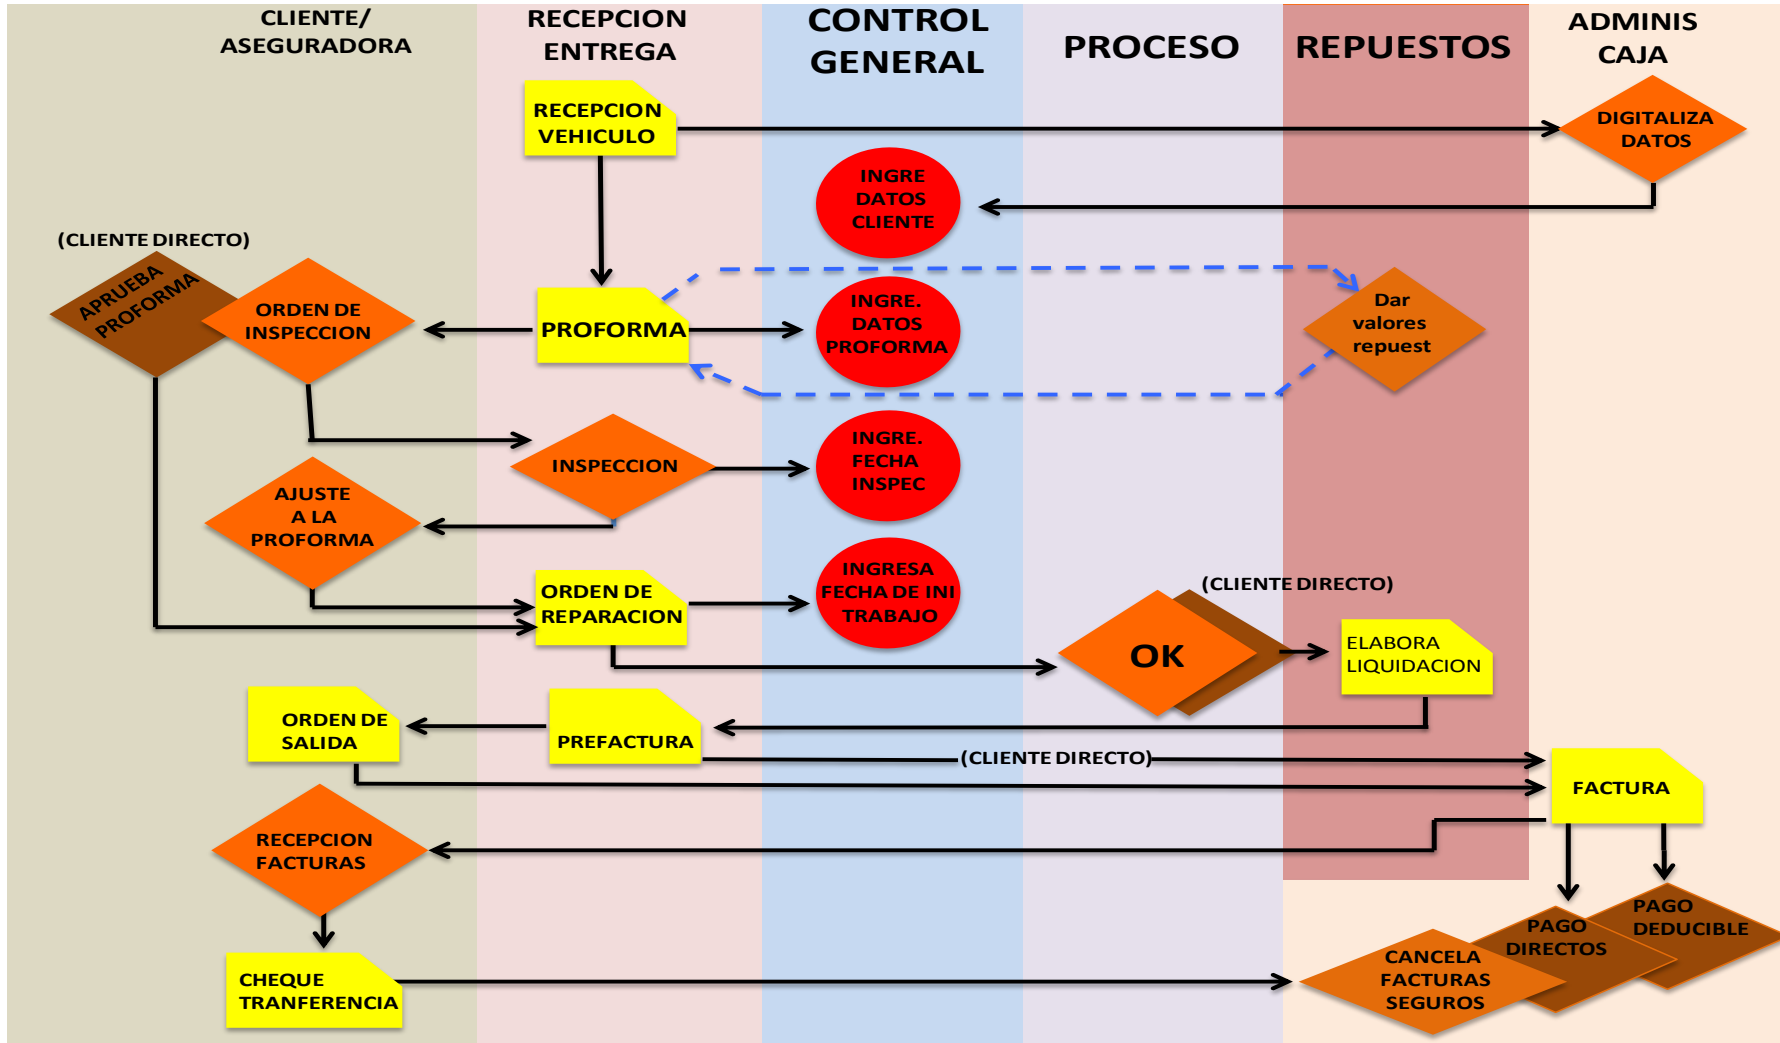 CLIENTE/
ASEGURADORA
RECEPCION
ENTREGA
CONTROL
GENERAL
PROCESO
REPUESTOS
ADMINIS
CAJA
RECEPCION
VEHICULO
DIGITALIZA
DATOS
INGRE
DATOS
CLIENTE
(CLIENTE DIRECTO)
APRUEBA
PROFORMA
ORDEN DE
INSPECCION
PROFORMA
INGRE.
DATOS
PROFORMA
Dar
valores
repuest
INSPECCION
INGRE.
FECHA
INSPEC
AJUSTE
A LA
PROFORMA
ORDEN DE
REPARACION
INGRESA
FECHA DE INI
TRABAJO
(CLIENTE DIRECTO)
OK
ELABORA
LIQUIDACION
ORDEN DE
SALIDA
PREFACTURA
(CLIENTE DIRECTO)
FACTURA
RECEPCION
FACTURAS
PAGO
DEDUCIBLE
PAGO
DIRECTOS
CANCELA
FACTURAS
SEGUROS
CHEQUE
TRANFERENCIA